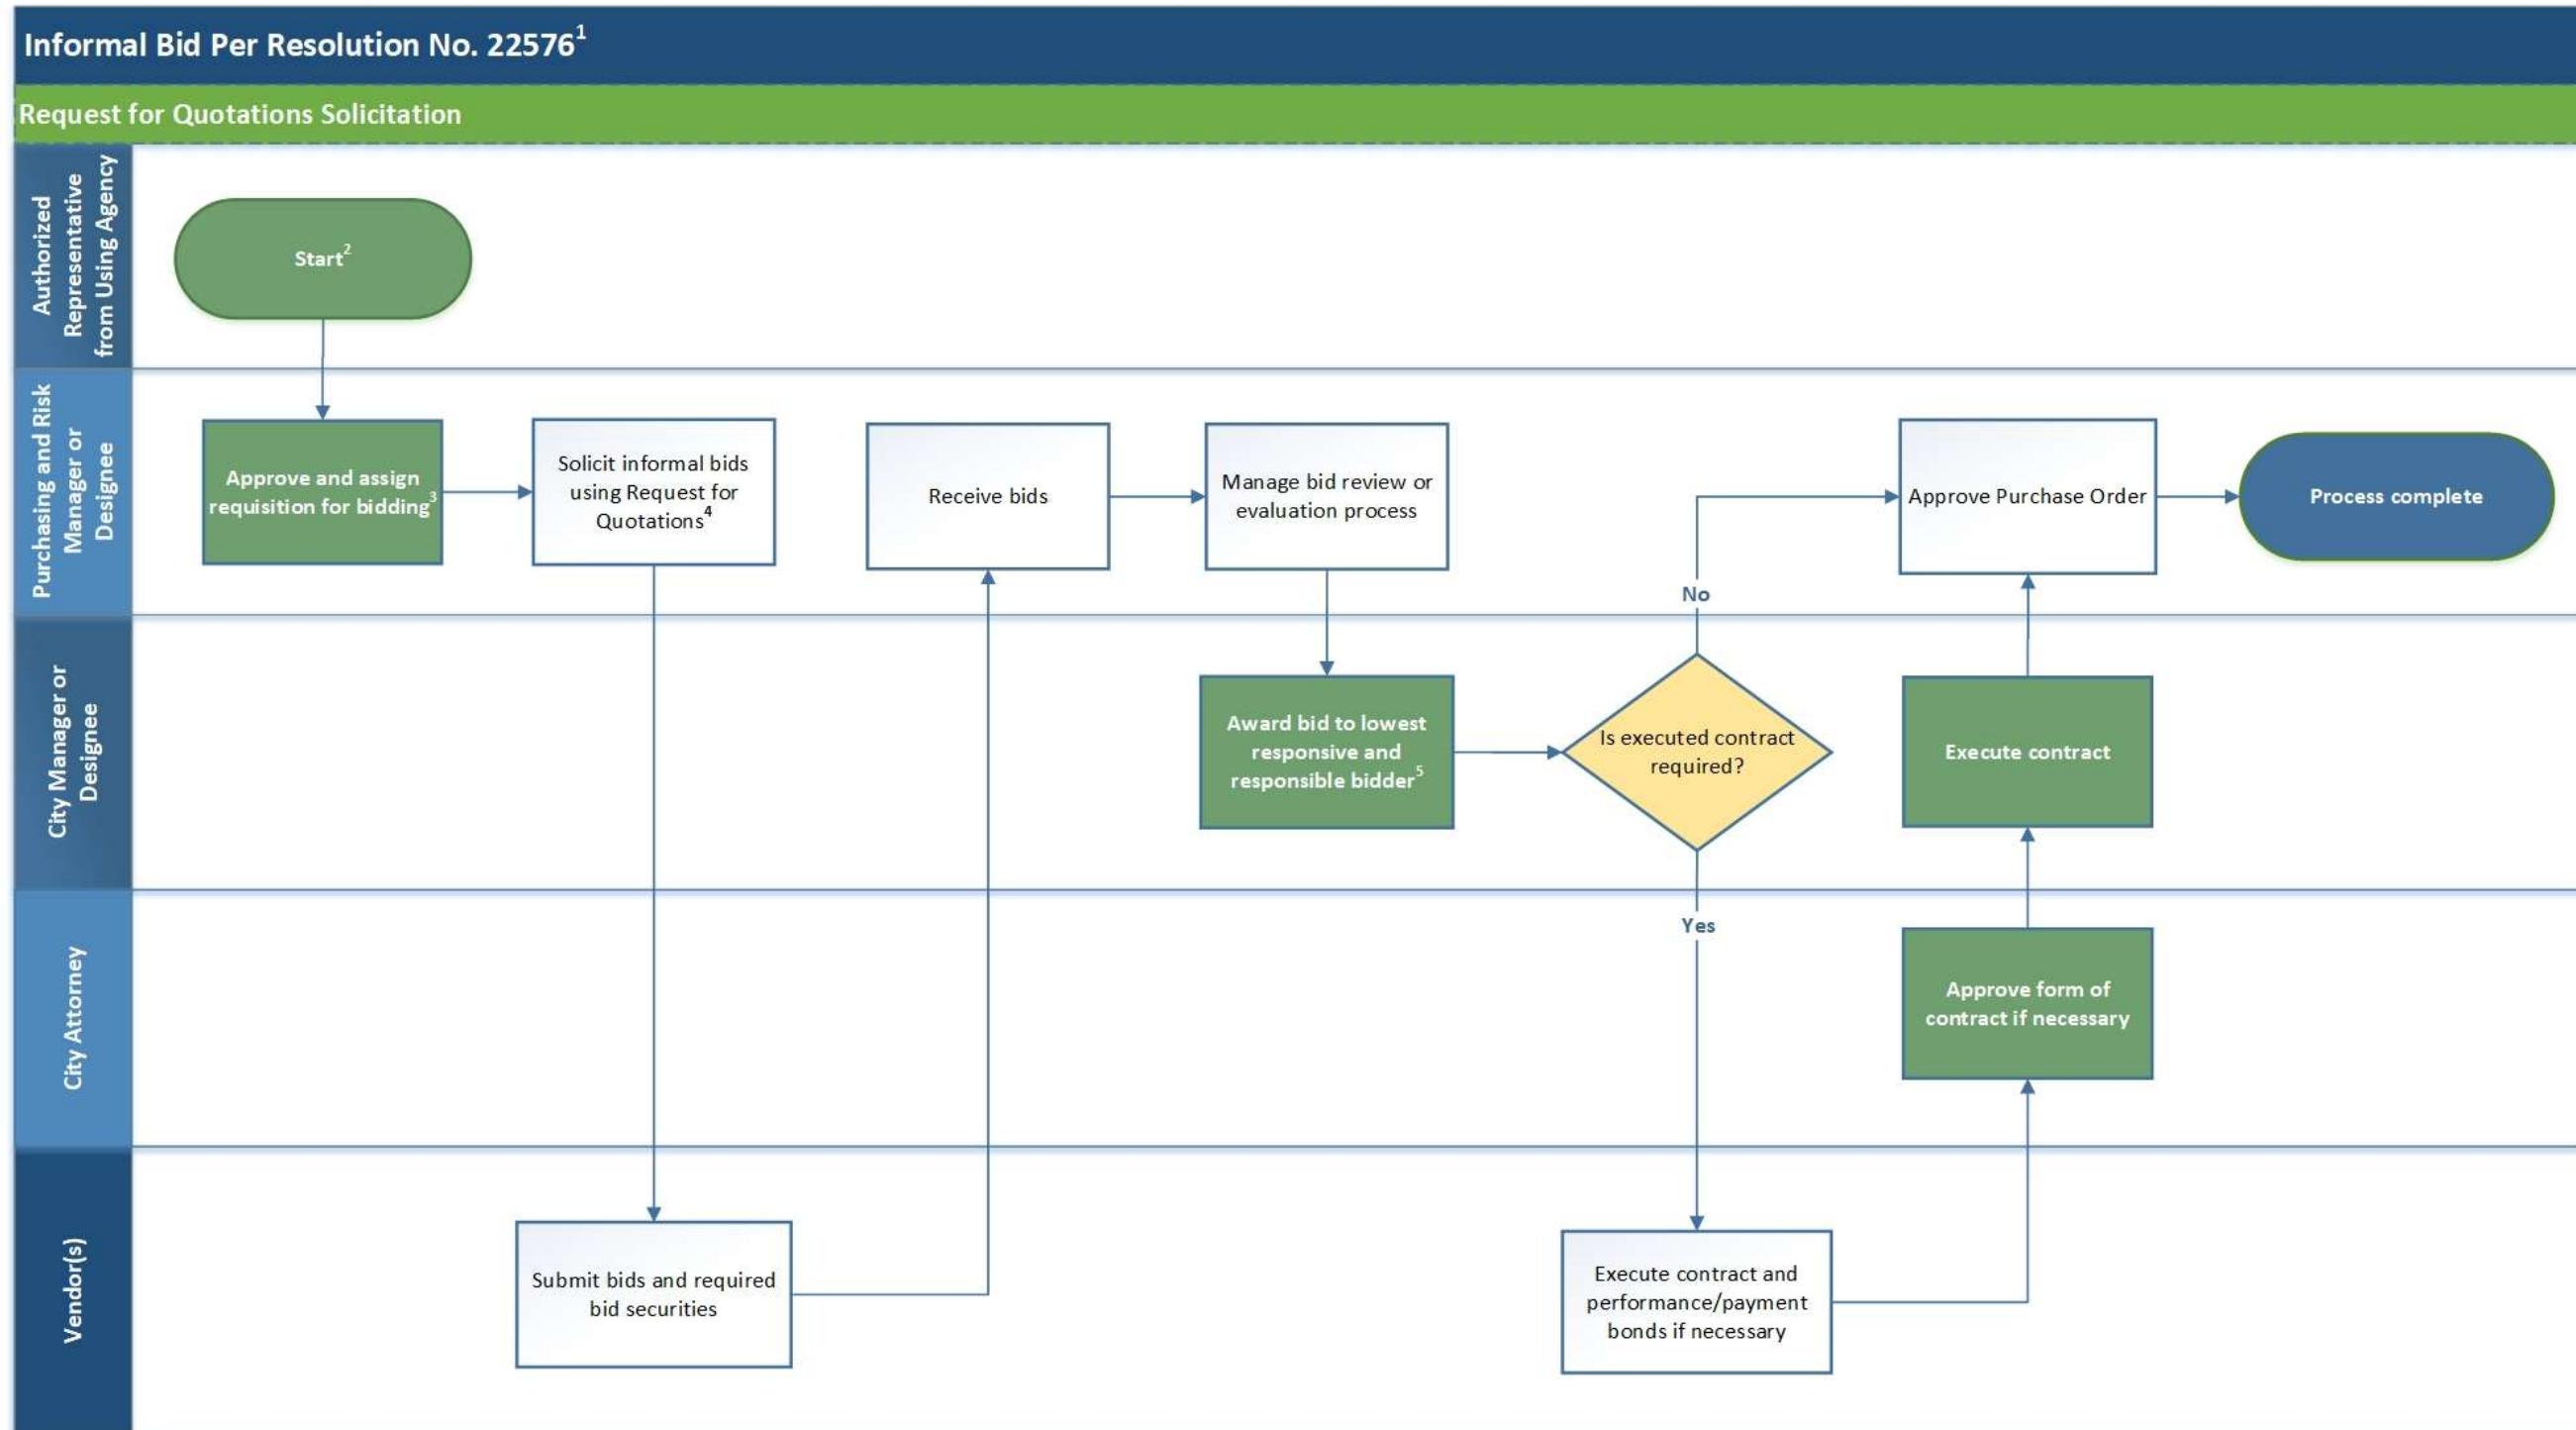 Informal Bid Per Resolution No. 22576¹
Request for Quotations Solicitation
Authorized
Representative
from Using Agency
Start²
Purchasing and Risk
Manager or
Designee
Approve and assign
requisition for bidding³
Solicit informal bids
using Request for
Quotations⁴
Receive bids
Manage bid review or
evaluation process
No
Approve Purchase Order
Process complete
City Manager or
Designee
Award bid to lowest
responsive and
responsible bidder⁵
Is executed contract
required?
Execute contract
City Attorney
Yes
Approve form of
contract if necessary
Vendor(s)
Submit bids and required
bid securities
Execute contract and
performance/payment
bonds if necessary